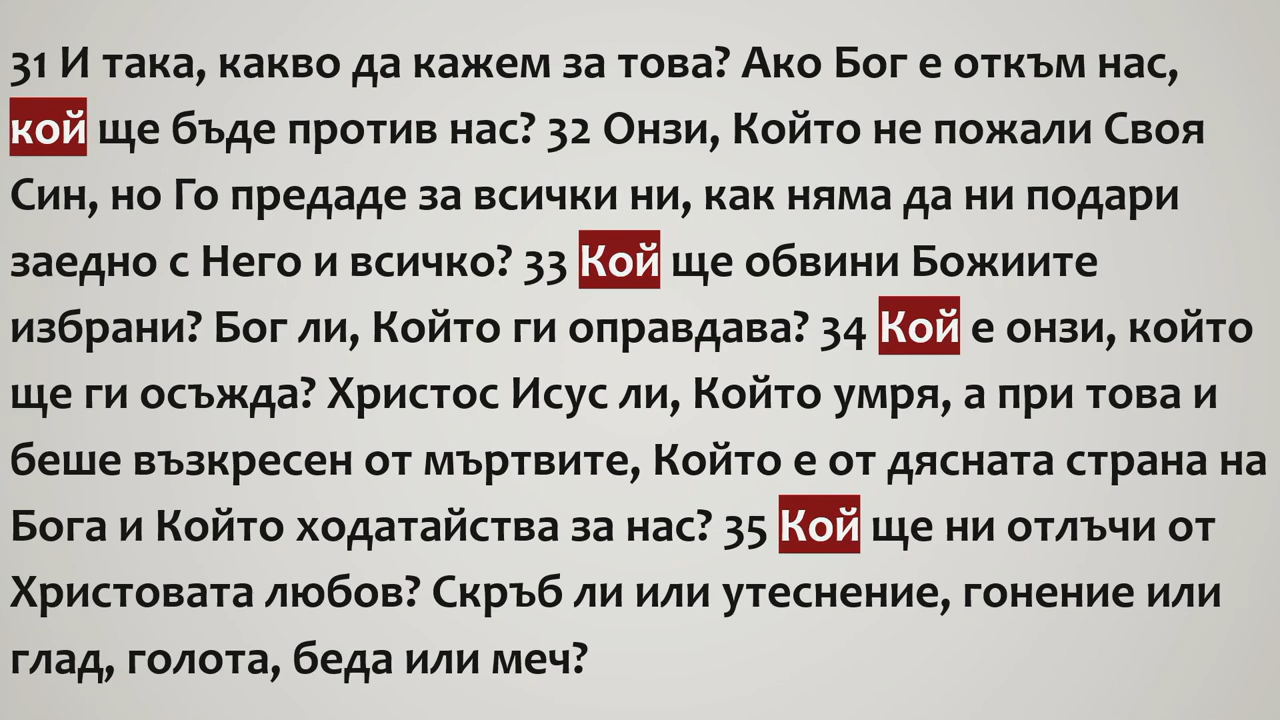 31 И така, какво да кажем за това? Ако Бог е откъм нас,
кой ще бъде против нас? 32 Онзи, Който не пожали Своя
Син, но Го предаде за всички ни, как няма да ни подари
заедно с Него и всичко? 33 Кой ще обвини Божиите
избрани? Бог ли, Който ги оправдава? 34 Кой е онзи, който
ще ги осъжда? Христос Исус ли, Който умря, а при това и
беше възкресен от мъртвите, Който е от дясната страна на
Бога и Който ходатайства за нас? 35 Кой ще ни отлъчи от
Христовата любов? Скръб ли или утеснение, гонение или
глад, голота, беда или меч?